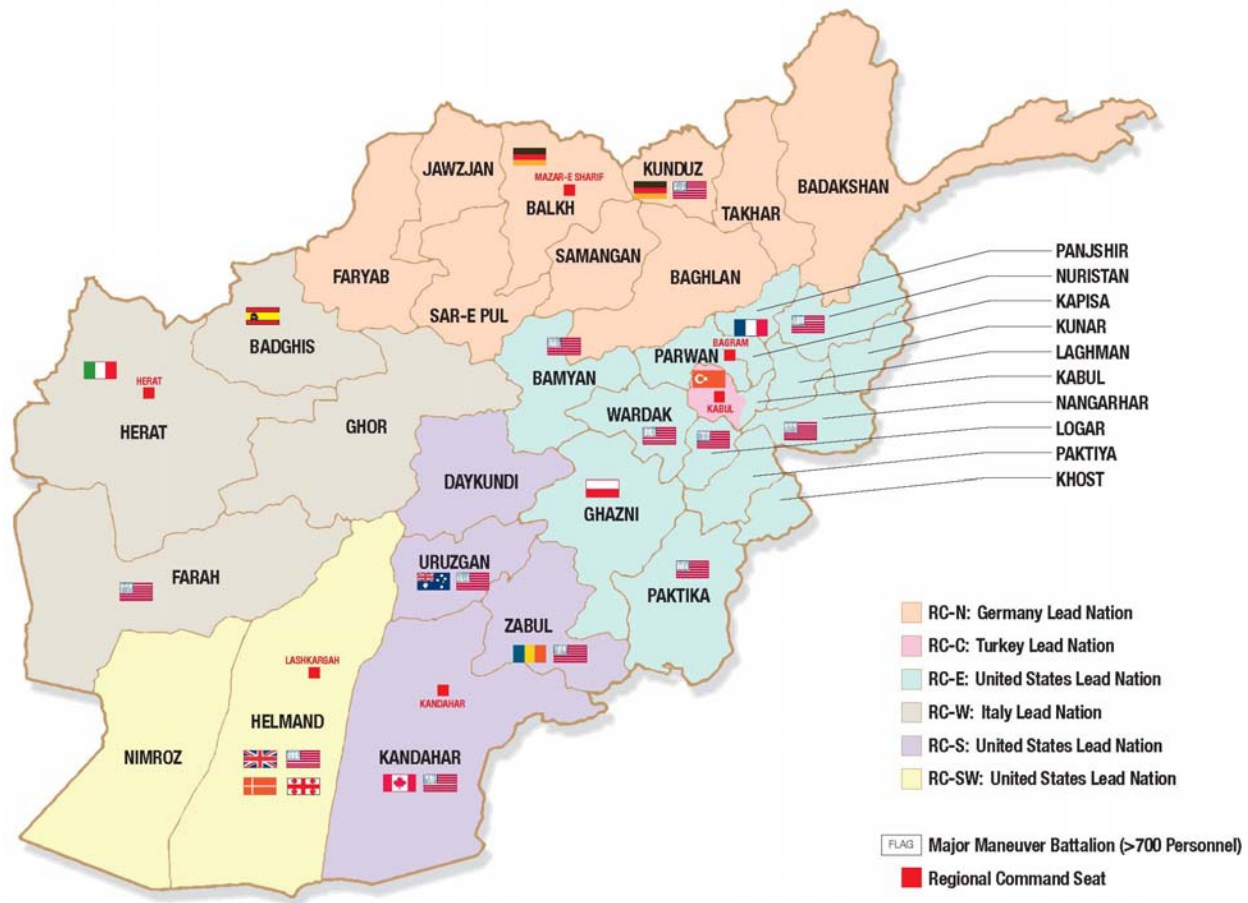 JAWZJAN
MAZAR-E SHARIF
BALKH
KUNDUZ
TAKHAR
BADAKSHAN
FARYAB
SAR-E PUL
SAMANGAN
BAGHLAN
BADGHIS
HERAT
HERAT
GHOR
FARAH
BAMYAN
PARWAN
BAGRAM
WARDAK
KABUL
DAYKUNDI
GHAZNI
URUZGAN
ZABUL
PAKTIKA
LASHKARGAH
HELMAND
NIMROZ
KANDAHAR
KANDAHAR
PANJSHIR
NURISTAN
KAPISA
KUNAR
LAGHMAN
KABUL
NANGARHAR
LOGAR
PAKTIYA
KHOST
RC-N: Germany Lead Nation
RC-C: Turkey Lead Nation
RC-E: United States Lead Nation
RC-W: Italy Lead Nation
RC-S: United States Lead Nation
RC-SW: United States Lead Nation
FLAG Major Maneuver Battalion (>700 Personnel)
Regional Command Seat